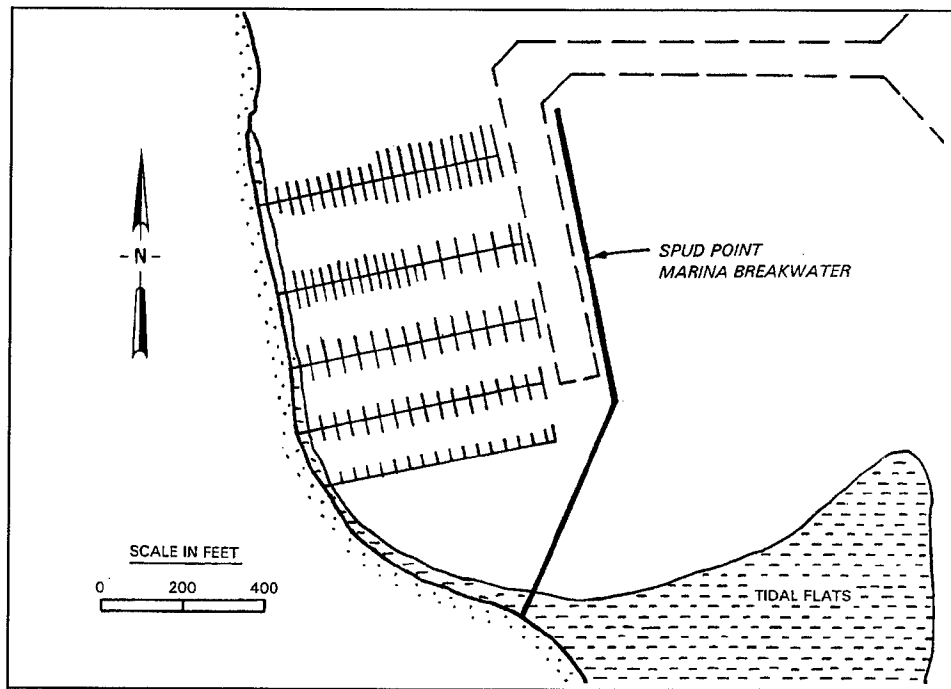 -N-
SPUD POINT
MARINA BREAKWATER
SCALE IN FEET
0 200 400
TIDAL FLATS